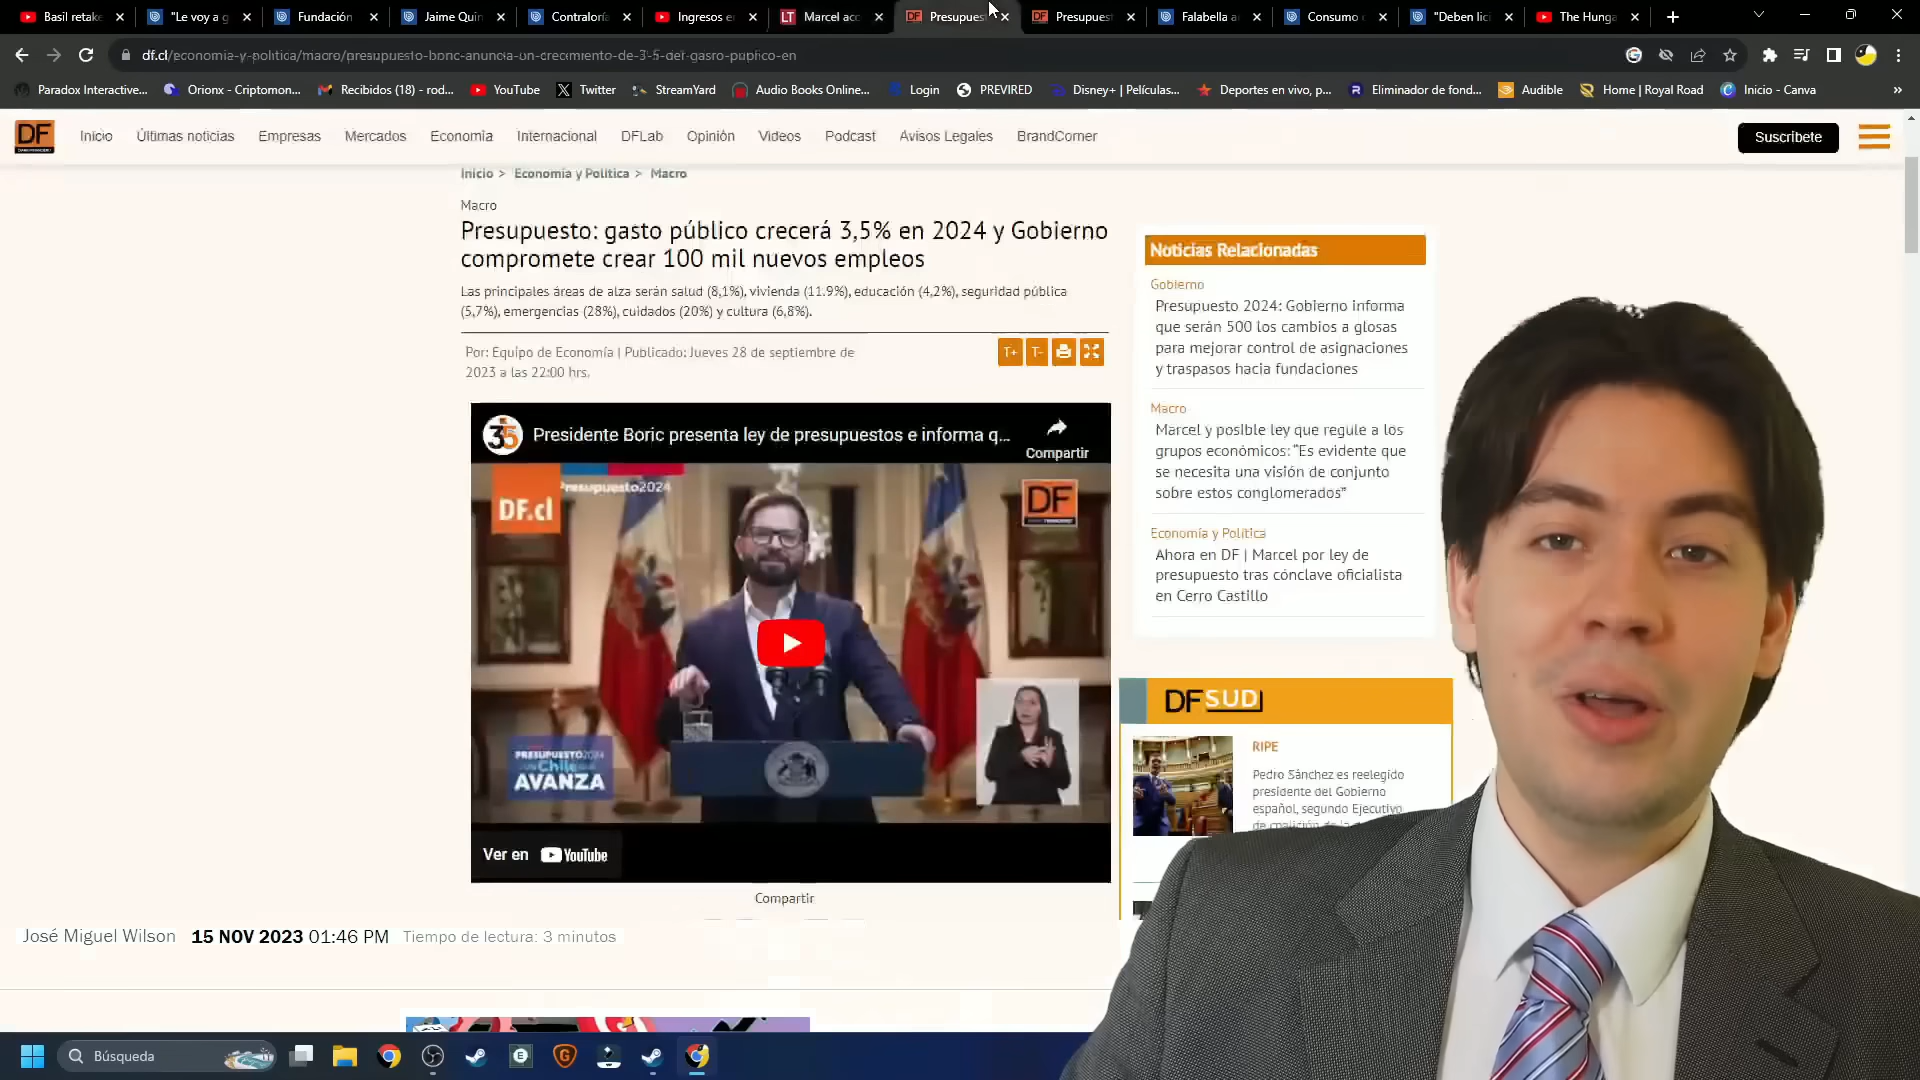 Basil retake
"Le voy a g
Fundación
Jaime Quin
Contraloría
Ingresos e
Marcel acc
Presupues
Presupuest
Falabella a
Consumo
"Deben lici
The Hunga
df.cl/economia-y-politica/macro/presupuesto-boric-anuncia-un-crecimiento-de-3-5-del-gasto-publico-en
Paradox Interactive...
Orionx - Criptomon...
Recibidos (18) - rod...
YouTube
Twitter
StreamYard
Audio Books Online...
Login
PREVIRED
Disney+ | Películas...
Deportes en vivo, p...
Eliminador de fond...
Audible
Home | Royal Road
Inicio - Canva
DF
Inicio
Últimas noticias
Empresas
Mercados
Economía
Internacional
DFLab
Opinión
Videos
Podcast
Avisos Legales
BrandCorner
Suscríbete
Inicio > Economía y Política > Macro
Macro
Presupuesto: gasto público crecerá 3,5% en 2024 y Gobierno
compromete crear 100 mil nuevos empleos
Las principales áreas de alza serán salud (8,1%), vivienda (11.9%), educación (4,2%), seguridad pública
(5,7%), emergencias (28%), cuidados (20%) y cultura (6,8%).
Por: Equipo de Economía | Publicado: Jueves 28 de septiembre de
2023 a las 22:00 hrs.
T+
T-
35
Presidente Boric presenta ley de presupuestos e informa q...
Compartir
DF.cl
Presupuesto2024
DF
PRESUPUESTO2024
Chile
AVANZA
Ver en YouTube
Compartir
Noticias Relacionadas
Gobierno
Presupuesto 2024: Gobierno informa
que serán 500 los cambios a glosas
para mejorar control de asignaciones
y traspasos hacia fundaciones
Macro
Marcel y posible ley que regule a los
grupos económicos: “Es evidente que
se necesita una visión de conjunto
sobre estos conglomerados”
Economía y Política
Ahora en DF | Marcel por ley de
presupuesto tras cónclave oficialista
en Cerro Castillo
DFSUD
RIPE
Pedro Sánchez es reelegido
presidente del Gobierno
español, segundo Ejecutivo
de coalición de la
José Miguel Wilson 15 NOV 2023 01:46 PM Tiempo de lectura: 3 minutos
Búsqueda